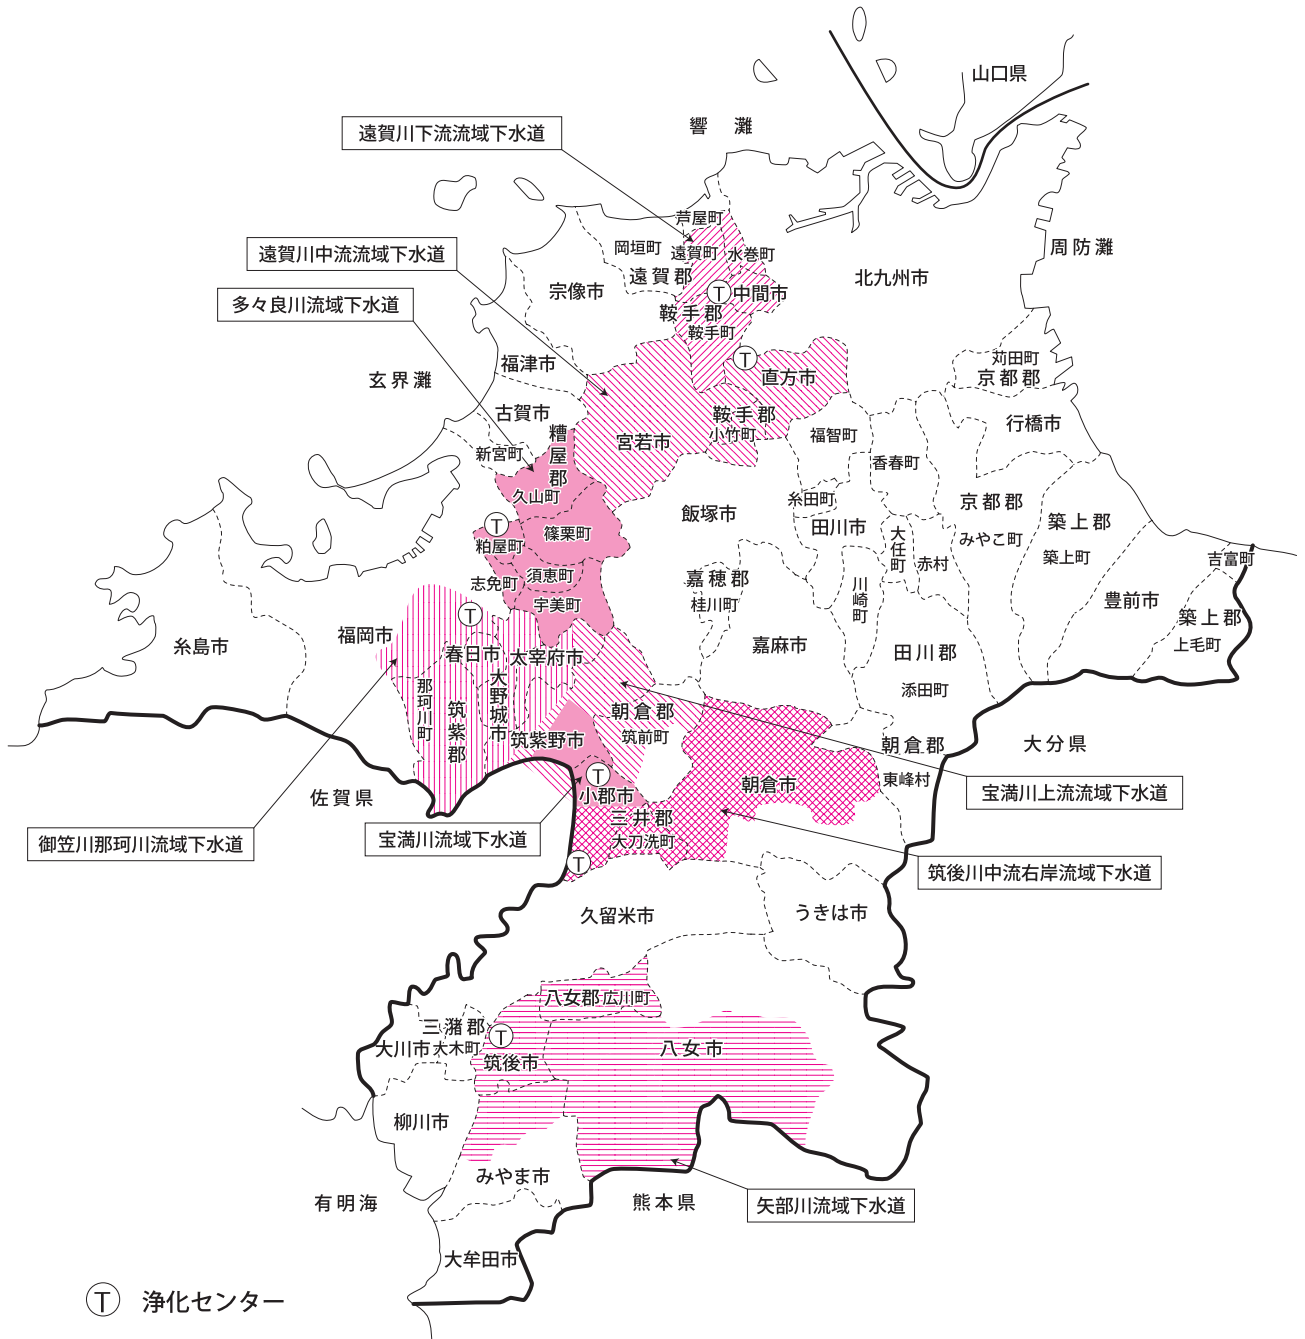 山口県
響灘
遠賀川下流流域下水道
芦屋町
岡垣町
遠賀町
水巻町
遠賀郡
周防灘
遠賀川中流流域下水道
北九州市
宗像市
中間市
多々良川流域下水道
鞍手郡
鞍手町
福津市
苅田町
京都郡
玄界灘
直方市
古賀市
鞍手郡
小竹町
行橋市
糟屋郡
宮若市
福智町
新宮町
香春町
久山町
糸田町
京都郡
飯塚市
築上郡
篠栗町
田川市
大任町
みやこ町
粕屋町
築上町
吉富町
赤村
志免町
須恵町
嘉穂郡
川崎町
宇美町
桂川町
豊前市
築上郡
福岡市
糸島市
春日市
太宰府市
嘉麻市
田川郡
上毛町
那珂川町
筑紫郡
大野城市
添田町
朝倉郡
筑前町
筑紫野市
朝倉郡
大分県
東峰村
佐賀県
小郡市
朝倉市
宝満川上流流域下水道
三井郡
御笠川那珂川流域下水道
宝満川流域下水道
大刀洗町
筑後川中流右岸流域下水道
久留米市
うきは市
八女郡
広川町
三潴郡
大川市
大木町
筑後市
八女市
柳川市
みやま市
有明海
熊本県
矢部川流域下水道
大牟田市
T
T
T
T
T
T
T
T 浄化センター